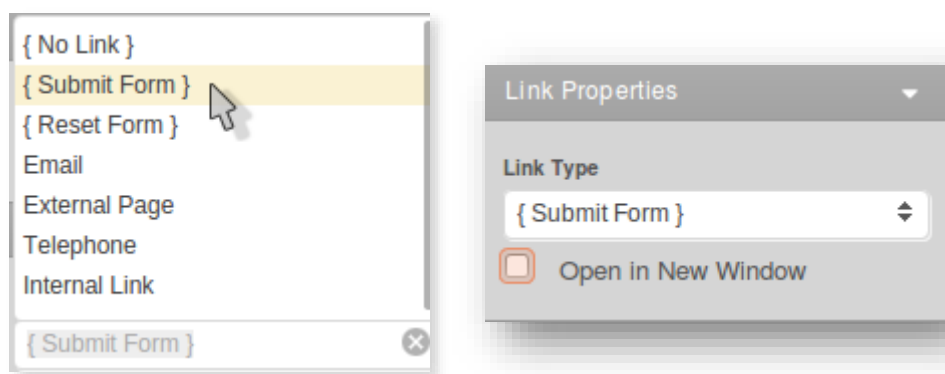 { No Link }
{ Submit Form }
{ Reset Form }
Email
External Page
Telephone
Internal Link
{ Submit Form }
Link Properties
Link Type
{ Submit Form }
Open in New Window